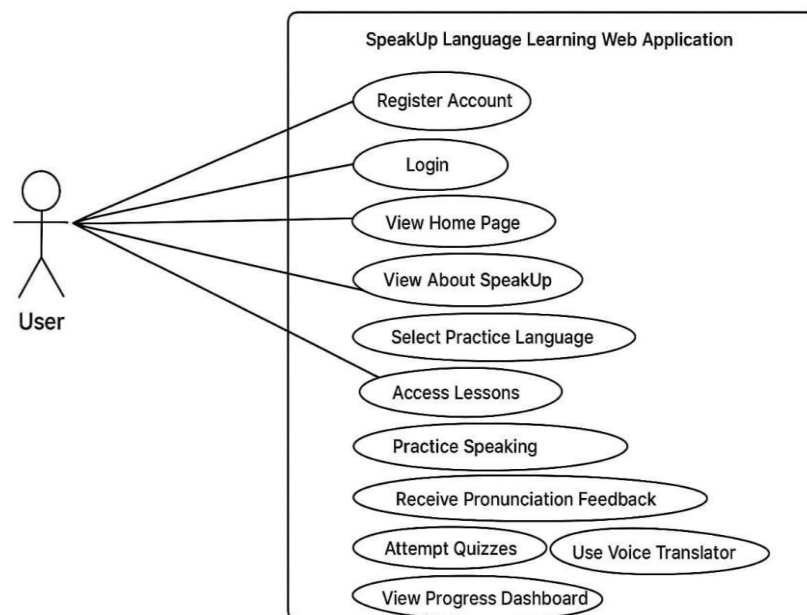 SpeakUp Language Learning Web Application
Register Account
Login
View Home Page
View About SpeakUp
User
Select Practice Language
Access Lessons
Practice Speaking
Receive Pronunciation Feedback
Attempt Quizzes
Use Voice Translator
View Progress Dashboard